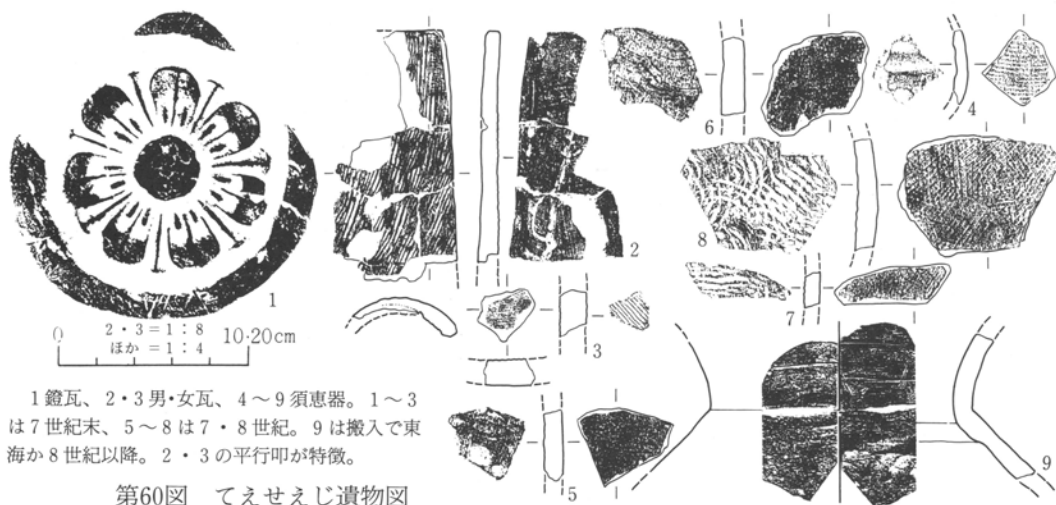 1
2
3
4
5
6
7
8
9
0 2・3=1：8 10・20cm
ほか =1：4
1鐙瓦、2・3男・女瓦、4～9須恵器。1～3
は7世紀末、5～8は7・8世紀。9は搬入で東
海か8世紀以降。2・3の平行叩が特徴。
第60図 てえせえじ遺物図